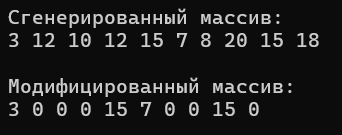 Сгенерированный массив:
3 12 10 12 15 7 8 20 15 18
Модифицированный массив:
3 0 0 0 15 7 0 0 15 0